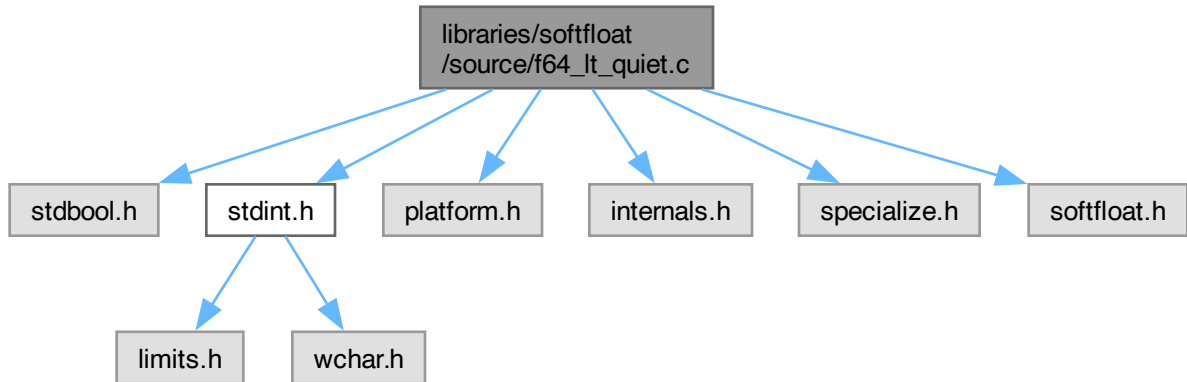 libraries/softfloat
/source/f64_lt_quiet.c
stdbool.h
stdint.h
platform.h
internals.h
specialize.h
softfloat.h
limits.h
wchar.h